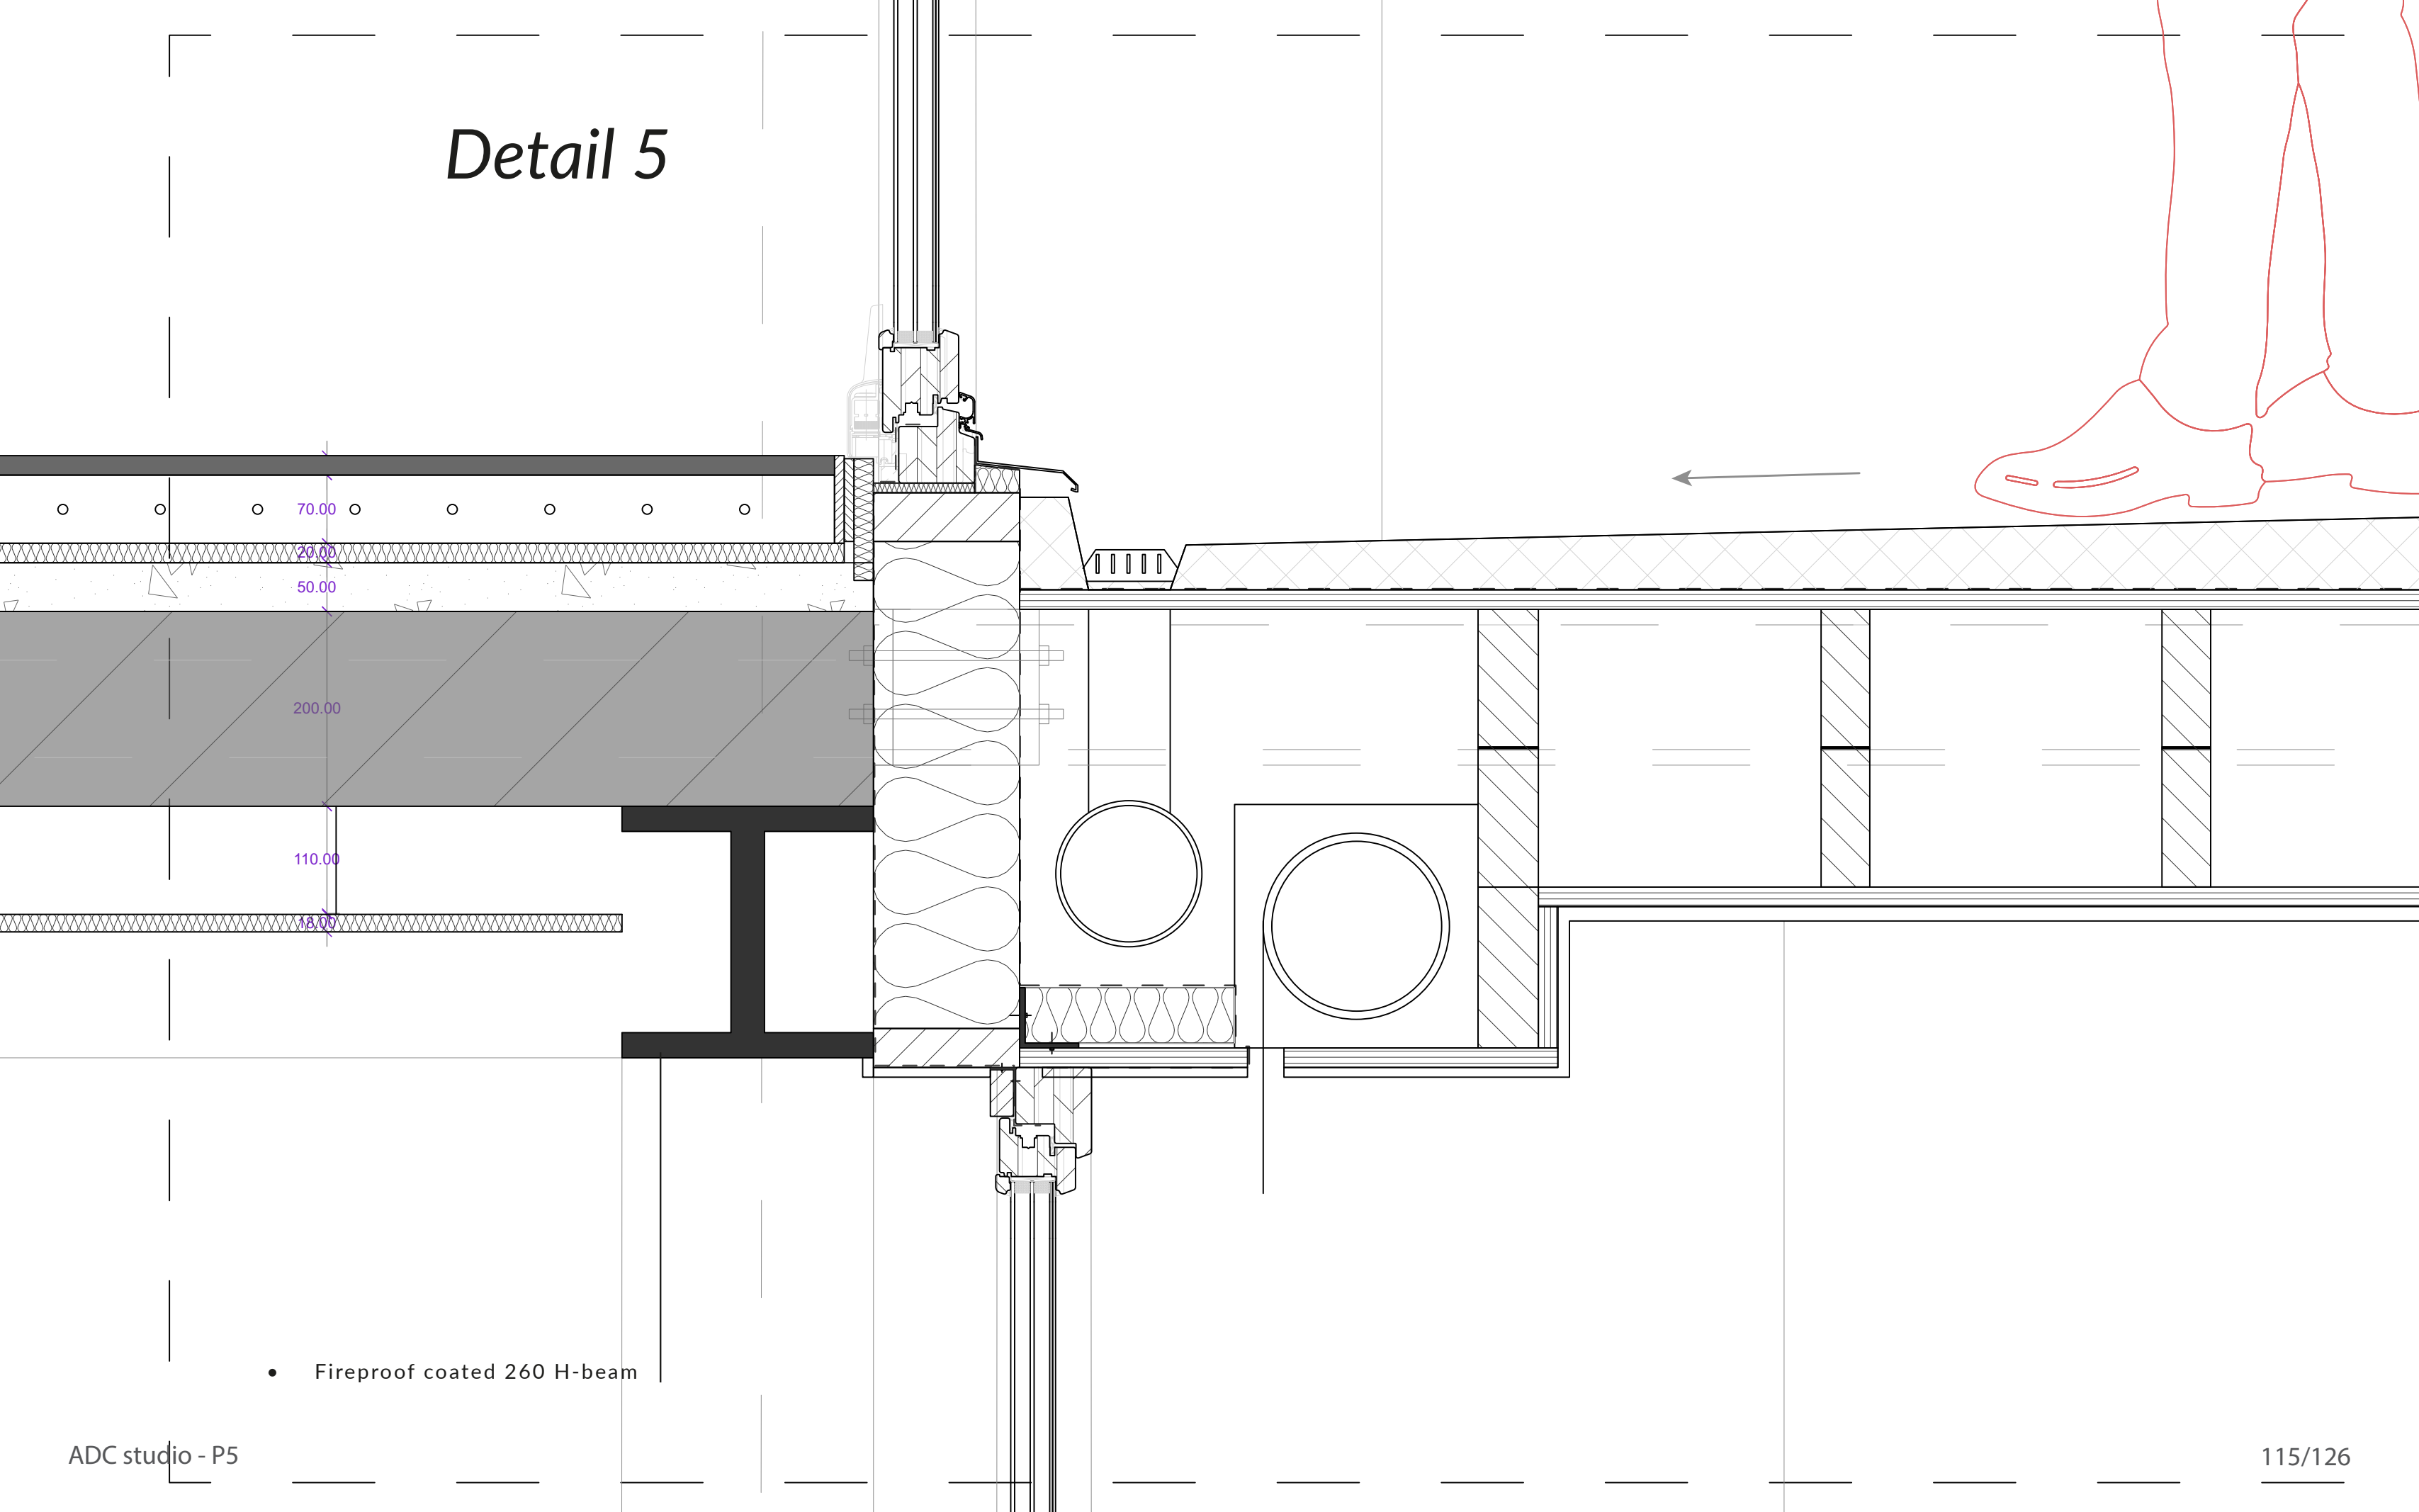 Detail 5
70.00
20.00
50.00
200.00
110.00
18.00
• Fireproof coated 260 H-beam
ADC studio - P5
115/126